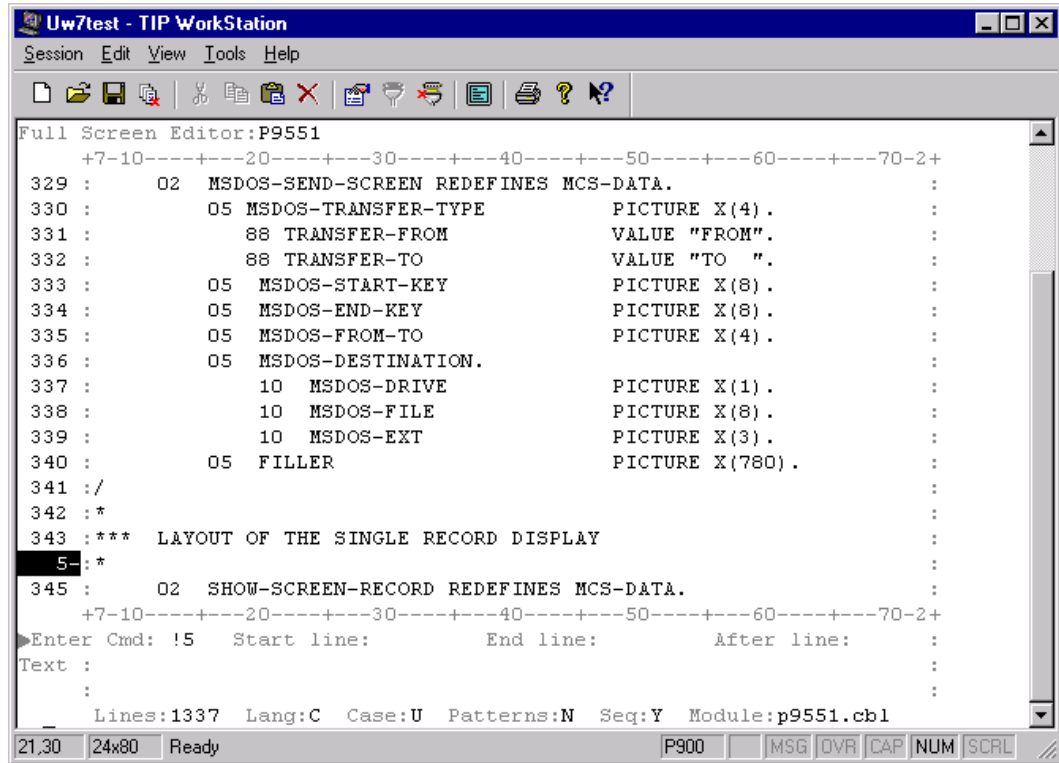 Uw7test - TIP WorkStation
Session Edit View Tools Help
Full Screen Editor:P9551
+7-10----+---20----+---30----+---40----+---50----+---60----+---70-2+
329 :      02  MSDOS-SEND-SCREEN REDEFINES MCS-DATA. :
330 :          05 MSDOS-TRANSFER-TYPE          PICTURE X(4). :
331 :             88 TRANSFER-FROM             VALUE "FROM". :
332 :             88 TRANSFER-TO               VALUE "TO  ". :
333 :          05  MSDOS-START-KEY             PICTURE X(8). :
334 :          05  MSDOS-END-KEY               PICTURE X(8). :
335 :          05  MSDOS-FROM-TO               PICTURE X(4). :
336 :          05  MSDOS-DESTINATION. :
337 :              10  MSDOS-DRIVE             PICTURE X(1). :
338 :              10  MSDOS-FILE              PICTURE X(8). :
339 :              10  MSDOS-EXT               PICTURE X(3). :
340 :          05  FILLER                      PICTURE X(780). :
341 :/ :
342 :* :
343 :***  LAYOUT OF THE SINGLE RECORD DISPLAY :
5-:* :
345 :      02  SHOW-SCREEN-RECORD REDEFINES MCS-DATA. :
+7-10----+---20----+---30----+---40----+---50----+---60----+---70-2+
▶Enter Cmd: !5   Start line:          End line:          After line: :
Text : :
: :
Lines:1337  Lang:C  Case:U  Patterns:N  Seq:Y  Module:p9551.cbl
21,30 24x80 Ready P900 MSG OVR CAP NUM SCRL